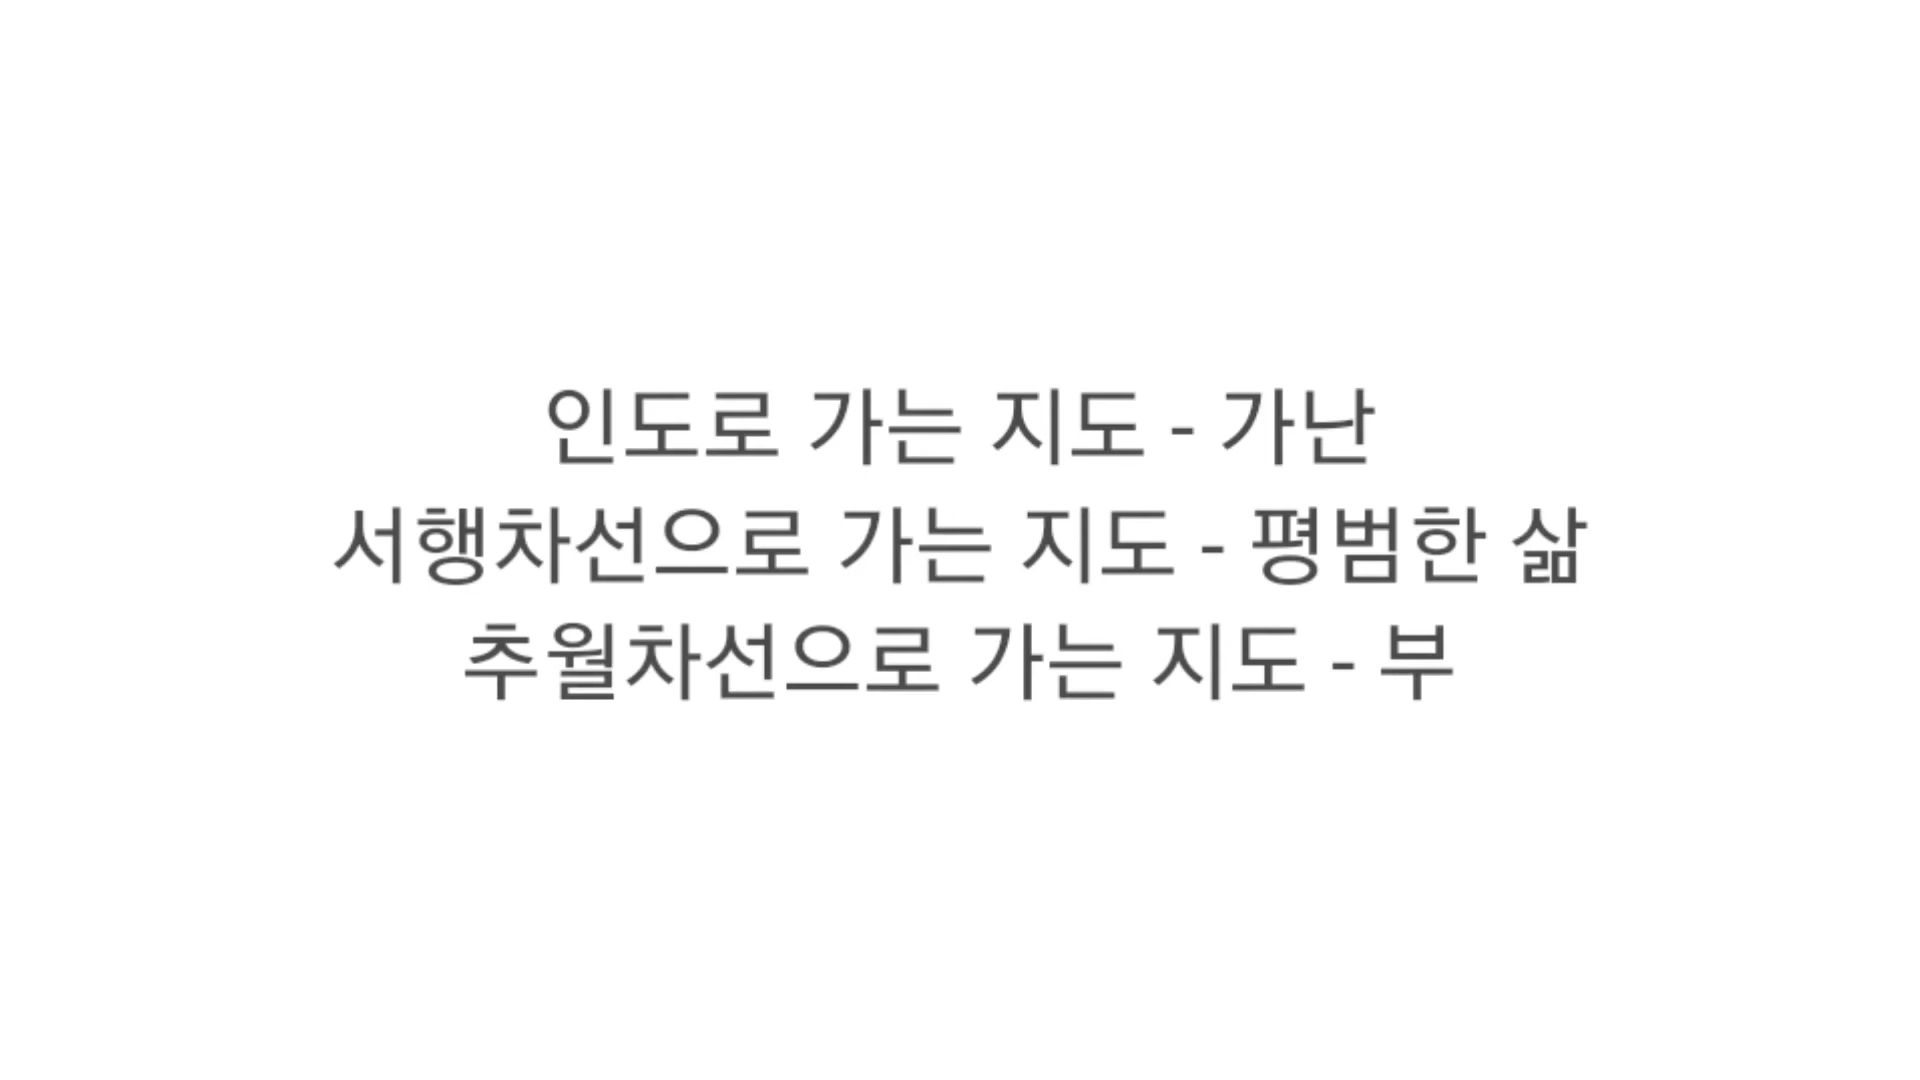 인도로 가는 지도 - 가난
서행차선으로 가는 지도 - 평범한 삶
추월차선으로 가는 지도 - 부